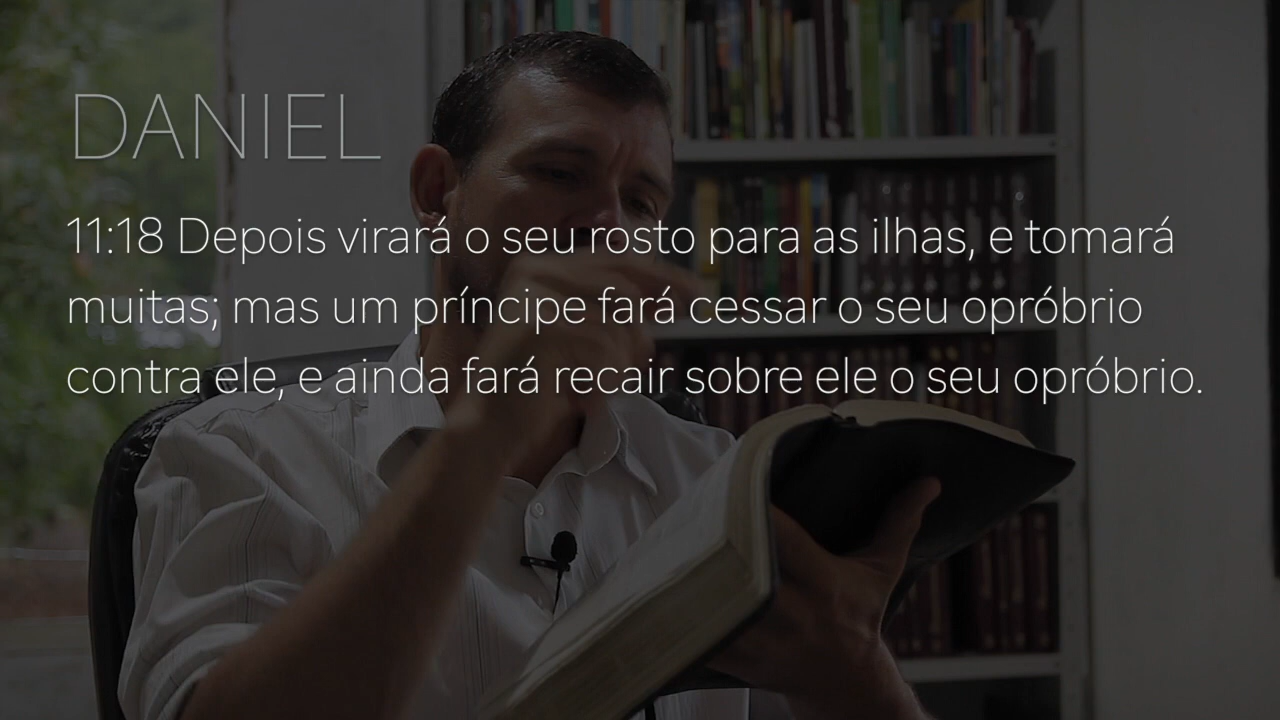 DANIEL
11:18 Depois virará o seu rosto para as ilhas, e tomará
muitas; mas um príncipe fará cessar o seu opróbrio
contra ele, e ainda fará recair sobre ele o seu opróbrio.